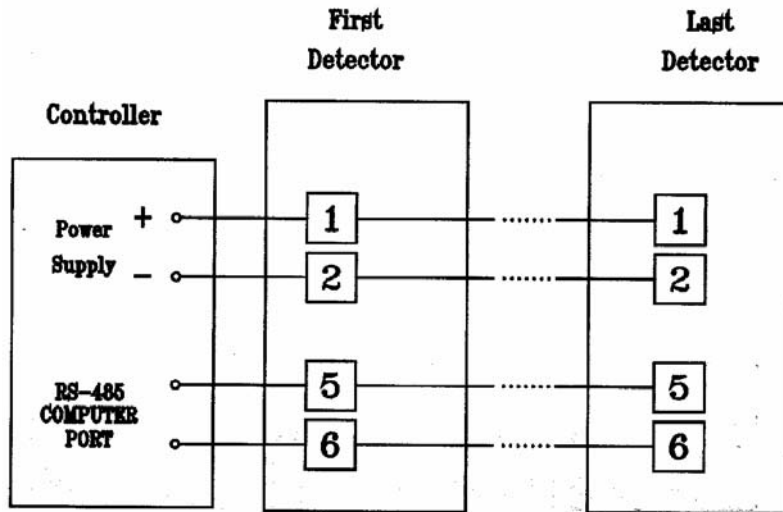 First
Detector
Last
Detector
Controller
Power
Supply
+
−
RS-485
COMPUTER
PORT
1
2
5
6
1
2
5
6